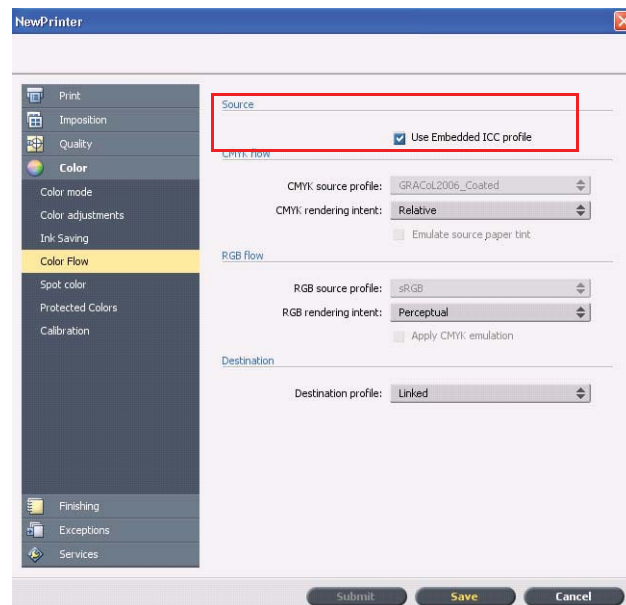 NewPrinter
Print
Imposition
Quality
Color
Color mode
Color adjustments
Ink Saving
Color Flow
Spot color
Protected Colors
Calibration
Finishing
Exceptions
Services
Source
Use Embedded ICC profile
CMYK flow
CMYK source profile: GRACoL2006_Coated
CMYK rendering intent: Relative
Emulate source paper tint
RGB flow
RGB source profile: sRGB
RGB rendering intent: Perceptual
Apply CMYK emulation
Destination
Destination profile: Linked
Submit Save Cancel